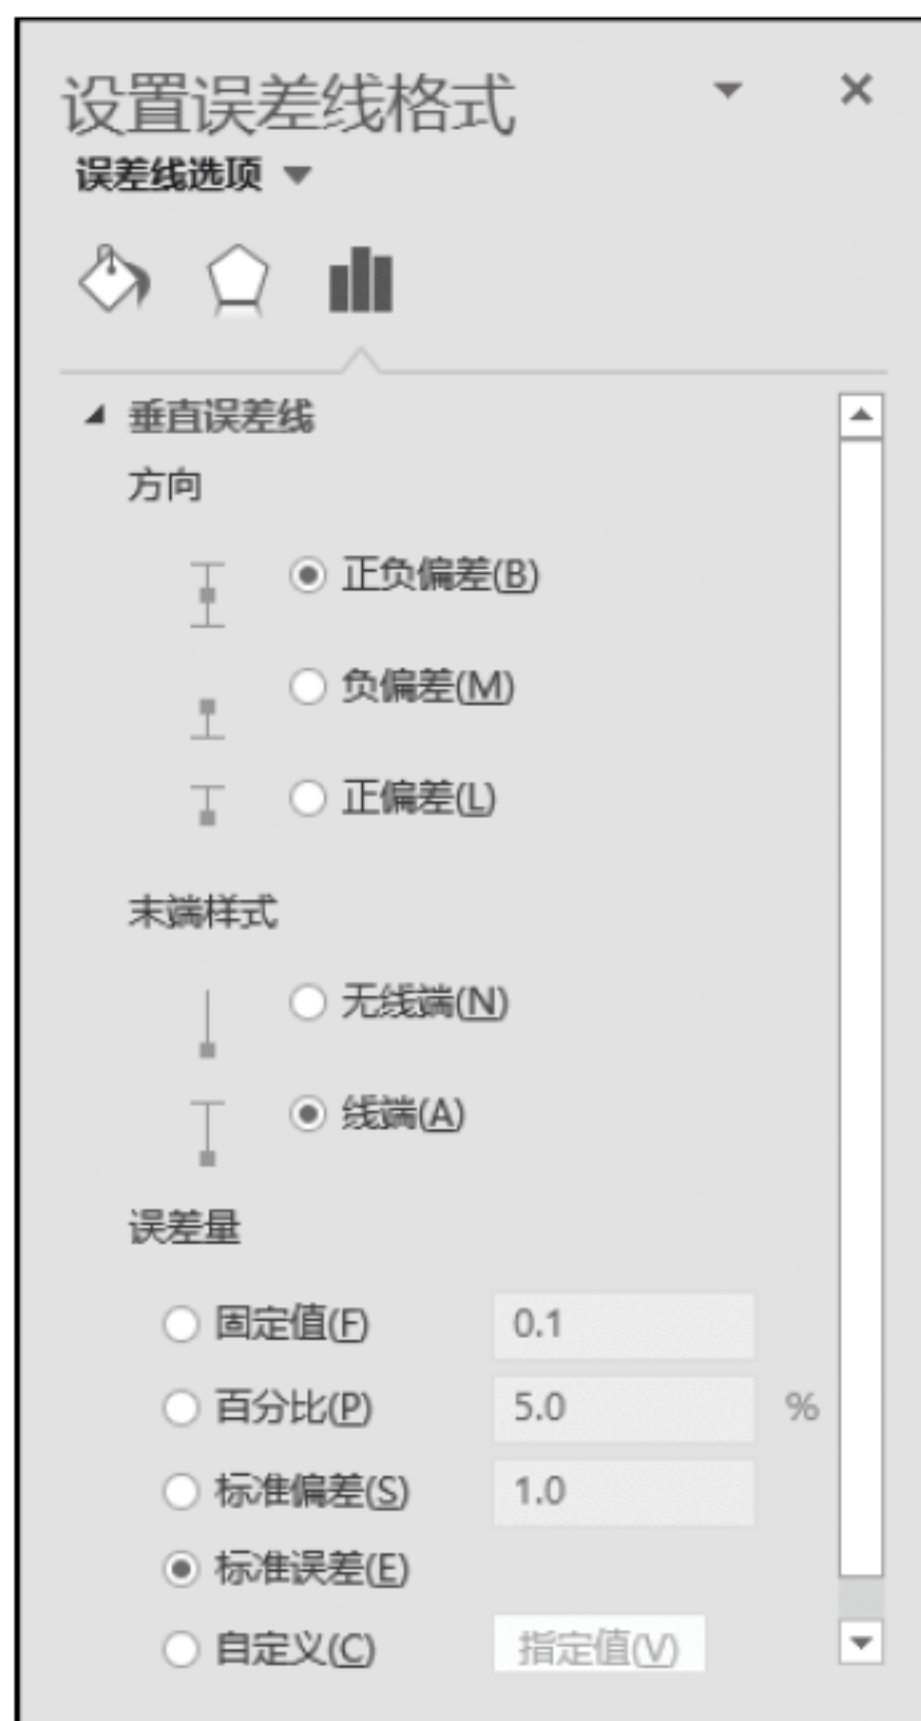 设置误差线格式
误差线选项
垂直误差线
方向
正负偏差(B)
负偏差(M)
正偏差(L)
末端样式
无线端(N)
线端(A)
误差量
固定值(F) 0.1
百分比(P) 5.0 %
标准偏差(S) 1.0
标准误差(E)
自定义(C) 指定值(V)